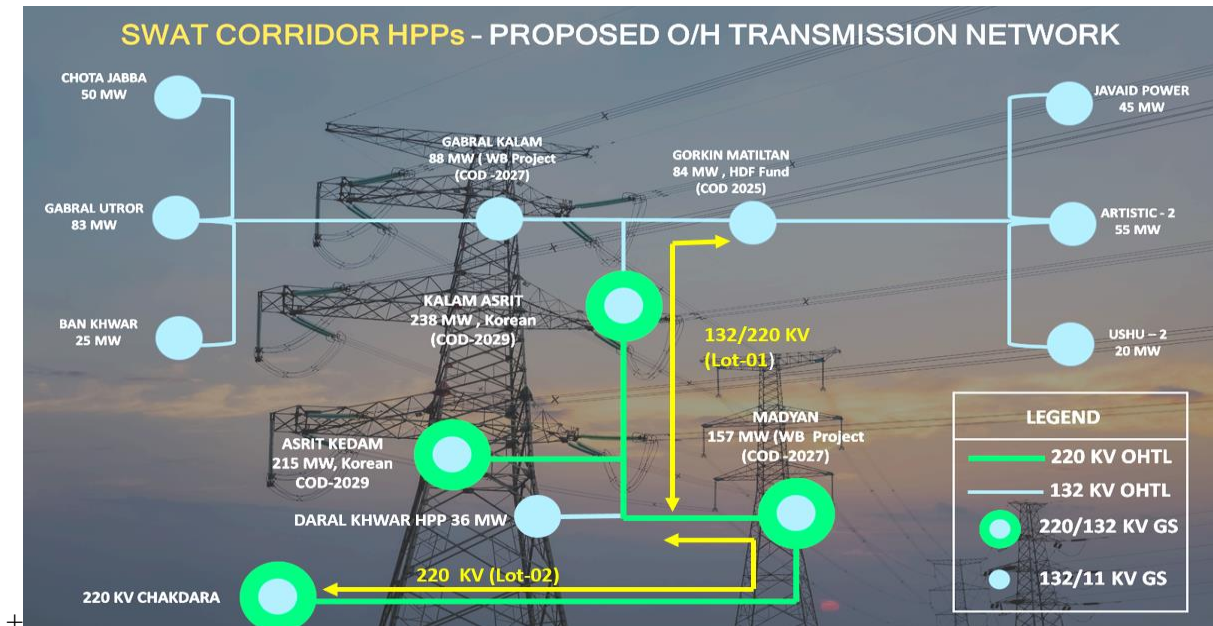 SWAT CORRIDOR HPPs - PROPOSED O/H TRANSMISSION NETWORK
CHOTA JABBA
50 MW
JAVAID POWER
45 MW
GABRAL KALAM
88 MW ( WB Project
(COD -2027)
GORKIN MATILTAN
84 MW , HDF Fund
(COD 2025)
GABRAL UTROR
83 MW
ARTISTIC - 2
55 MW
KALAM ASRIT
238 MW , Korean
(COD-2029)
BAN KHWAR
25 MW
132/220 KV
(Lot-01)
USHU – 2
20 MW
MADYAN
157 MW (WB Project
(COD -2027)
ASRIT KEDAM
215 MW, Korean
COD-2029
DARAL KHWAR HPP 36 MW
220 KV (Lot-02)
220 KV CHAKDARA
LEGEND
220 KV OHTL
132 KV OHTL
220/132 KV GS
132/11 KV GS